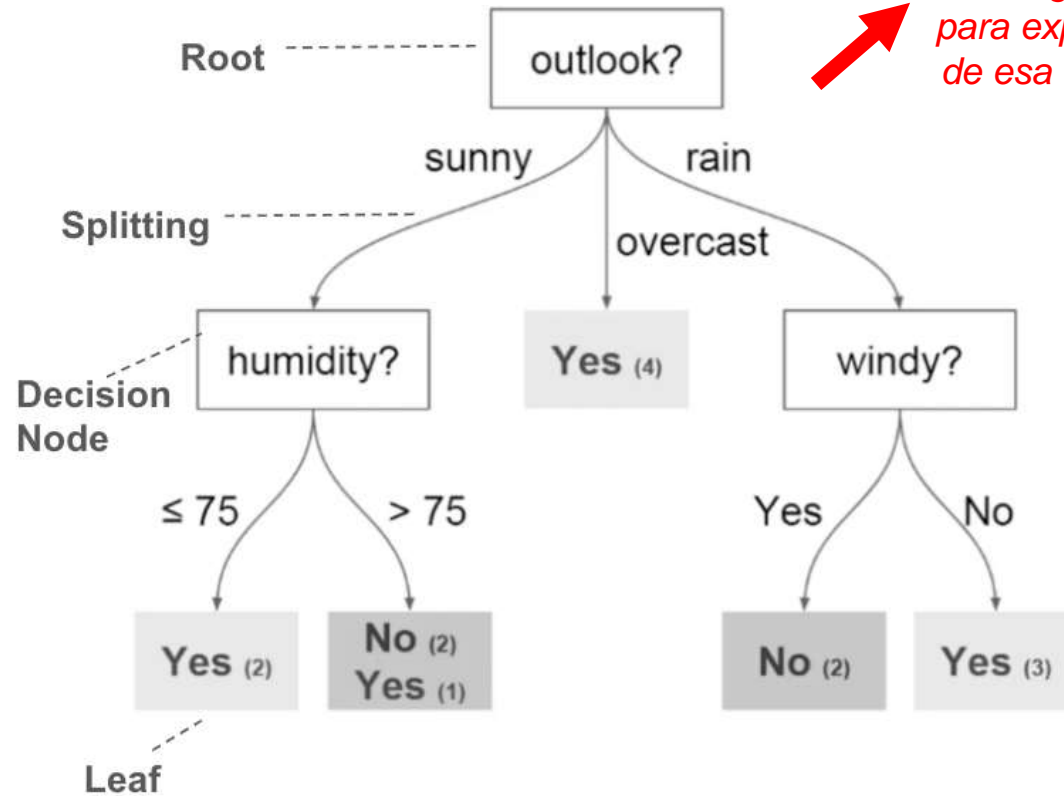 para exp
de esa
Root
outlook?
sunny
rain
Splitting
overcast
humidity?
Yes (4)
windy?
Decision
Node
≤ 75
> 75
Yes
No
Yes (2)
No (2)
Yes (1)
No (2)
Yes (3)
Leaf